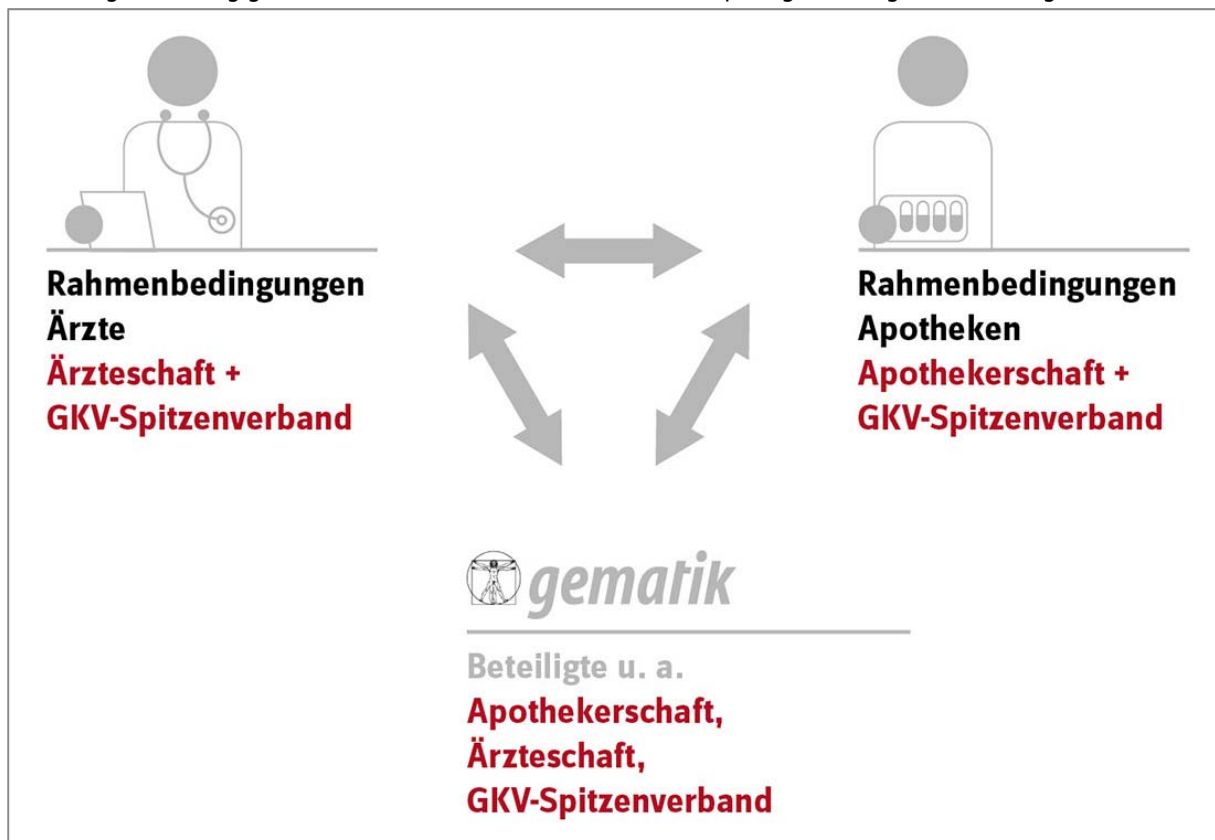 Rahmenbedingungen
Ärzte
Ärzteschaft +
GKV-Spitzenverband
Rahmenbedingungen
Apotheken
Apothekerschaft +
GKV-Spitzenverband
gematik
Beteiligte u. a.
Apothekerschaft,
Ärzteschaft,
GKV-Spitzenverband